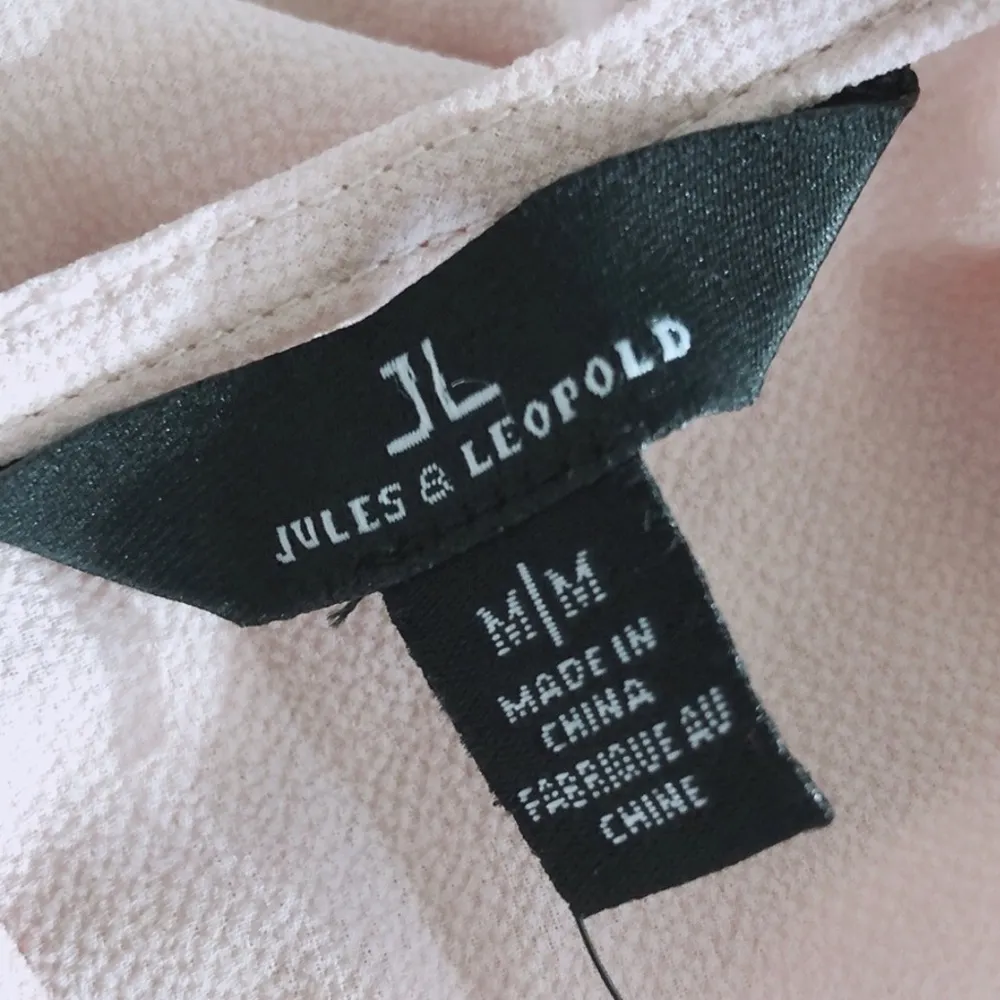 JL
JULES & LEOPOLD
M|M
MADE IN
CHINA
FABRIQUE AU
CHINE